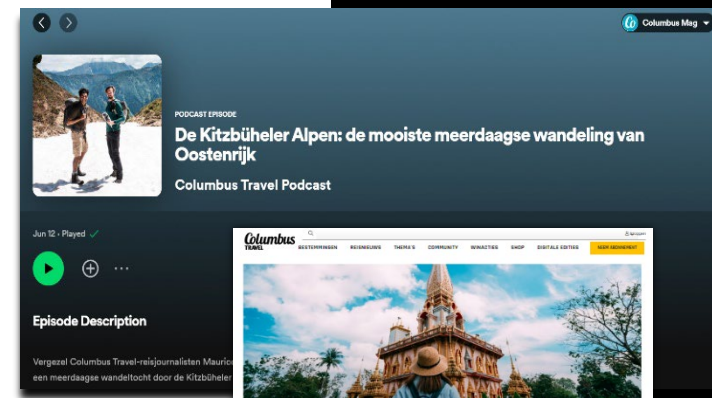 Columbus Mag
PODCAST EPISODE
De Kitzbüheler Alpen: de mooiste meerdaagse wandeling van
Oostenrijk
Columbus Travel Podcast
Jun 12 • Played
Episode Description
Vergezel Columbus Travel-reisjournalisten
een meerdaagse wandeltocht door de Kitzbüheler
Columbus
TRAVEL
BESTEMMINGEN REISNIEUWS THEMA'S COMMUNITY WINACTIES SHOP DIGITALE EDITIES NEEM ABONNEMENT